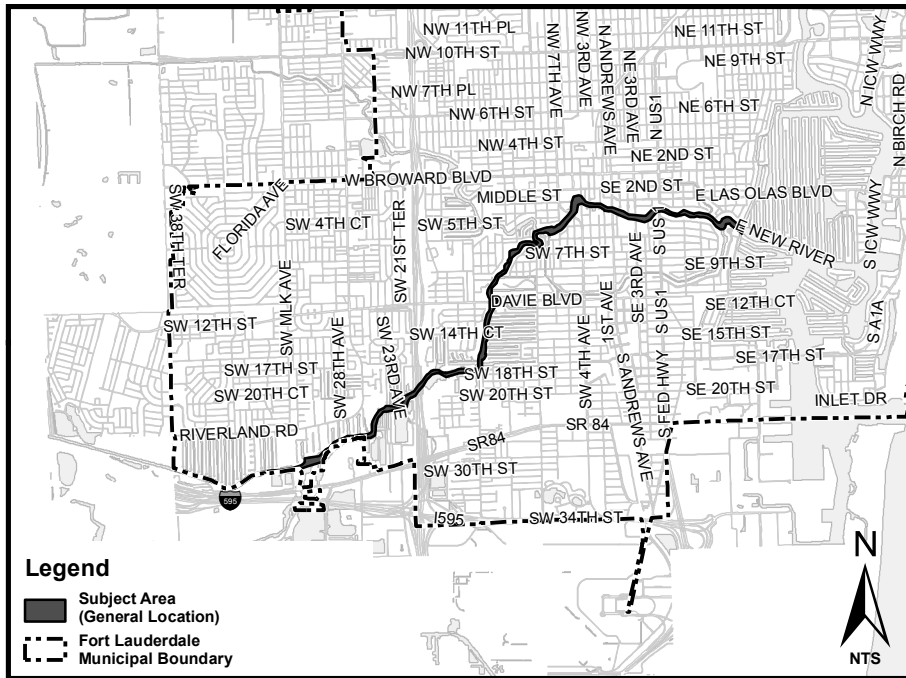 NW 11TH PL
NE 11TH ST
NW 10TH ST
NE 9TH ST
NW 7TH PL
NW 6TH ST
NE 6TH ST
NW 4TH ST
NE 2ND ST
NW 7TH AVE
NW 3RD AVE
N ANDREWS AVE
NE 3RD AVE
N US1
N ICW WWY
N BIRCH RD
W BROWARD BLVD
MIDDLE ST
SE 2ND ST
E LAS OLAS BLVD
SW 38TH TER
FLORIDA AVE
SW 4TH CT
SW 21ST TER
SW 5TH ST
E NEW RIVER
SW 7TH ST
SE 9TH ST
S ICW WWY
SW MLK AVE
DAVIE BLVD
1ST AVE
SE 3RD AVE
S US1
S US1
SE 12TH CT
S A1A
SW 12TH ST
SW 28TH AVE
SW 23RD AVE
SW 14TH CT
SE 15TH ST
SW 17TH ST
SW 18TH ST
SW 4TH AVE
S ANDREWS AVE
S FED HWY
SE 17TH ST
SW 20TH CT
SW 20TH ST
SE 20TH ST
INLET DR
RIVERLAND RD
SR84
SR 84
SW 30TH ST
595
I595
SW 34TH ST
Legend
Subject Area
(General Location)
Fort Lauderdale
Municipal Boundary
N
NTS